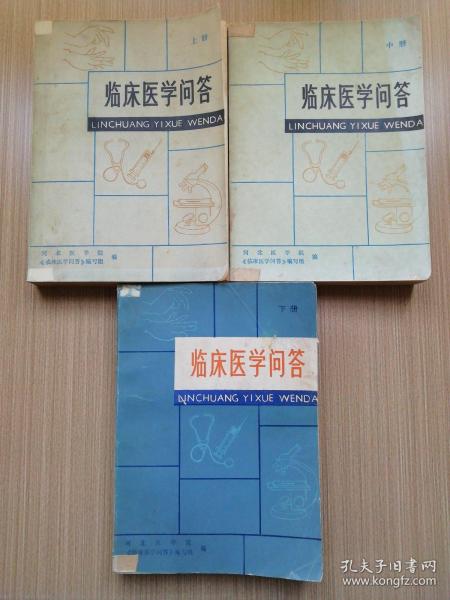 上册
临床医学问答
LINCHUANG YIXUE WENDA
河北医学院
《临床医学问答》编写组 编
中册
临床医学问答
LINCHUANG YIXUE WENDA
河北医学院
《临床医学问答》编写组 编
下册
临床医学问答
LINCHUANG YIXUE WENDA
河北医学院
《临床医学问答》编写组 编
孔夫子旧书网
www.kongfz.com